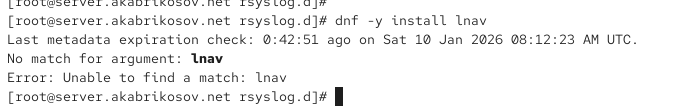 [root@server.akabrikosov.net rsyslog.d]#
[root@server.akabrikosov.net rsyslog.d]# dnf -y install lnav
Last metadata expiration check: 0:42:51 ago on Sat 10 Jan 2026 08:12:23 AM UTC.
No match for argument: lnav
Error: Unable to find a match: lnav
[root@server.akabrikosov.net rsyslog.d]#